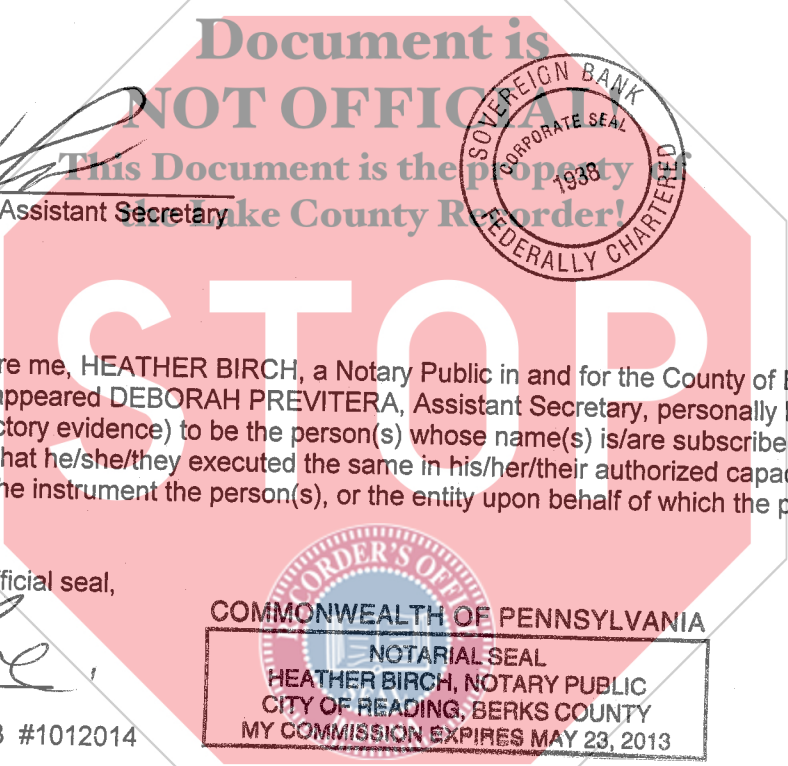 Document is
NOT OFFICIAL!
This Document is the property of
the Lake County Recorder!
SOVEREIGN BANK
CORPORATE SEAL
1938
FEDERALLY CHARTERED
Assistant Secretary
STOP
re me, HEATHER BIRCH, a Notary Public in and for the County of B
appeared DEBORAH PREVITERA, Assistant Secretary, personally
ctory evidence) to be the person(s) whose name(s) is/are subscribe
hat he/she/they executed the same in his/her/their authorized capac
he instrument the person(s), or the entity upon behalf of which the p
RECORDER'S OFFI
ficial seal,
COMMONWEALTH OF PENNSYLVANIA
NOTARIAL SEAL
HEATHER BIRCH, NOTARY PUBLIC
CITY OF READING, BERKS COUNTY
MY COMMISSION EXPIRES MAY 23, 2013
SEAL
#1012014